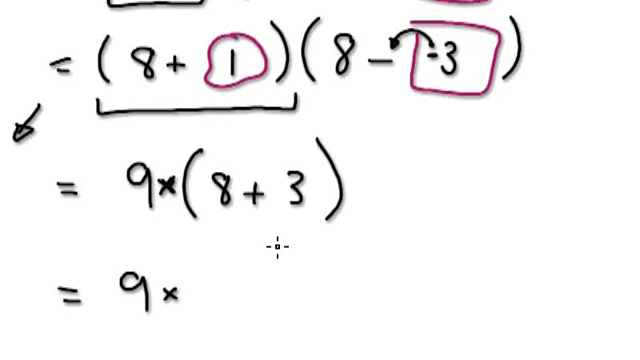 = (8 + 1)(8 - -3)
= 9×(8 + 3)
= 9×